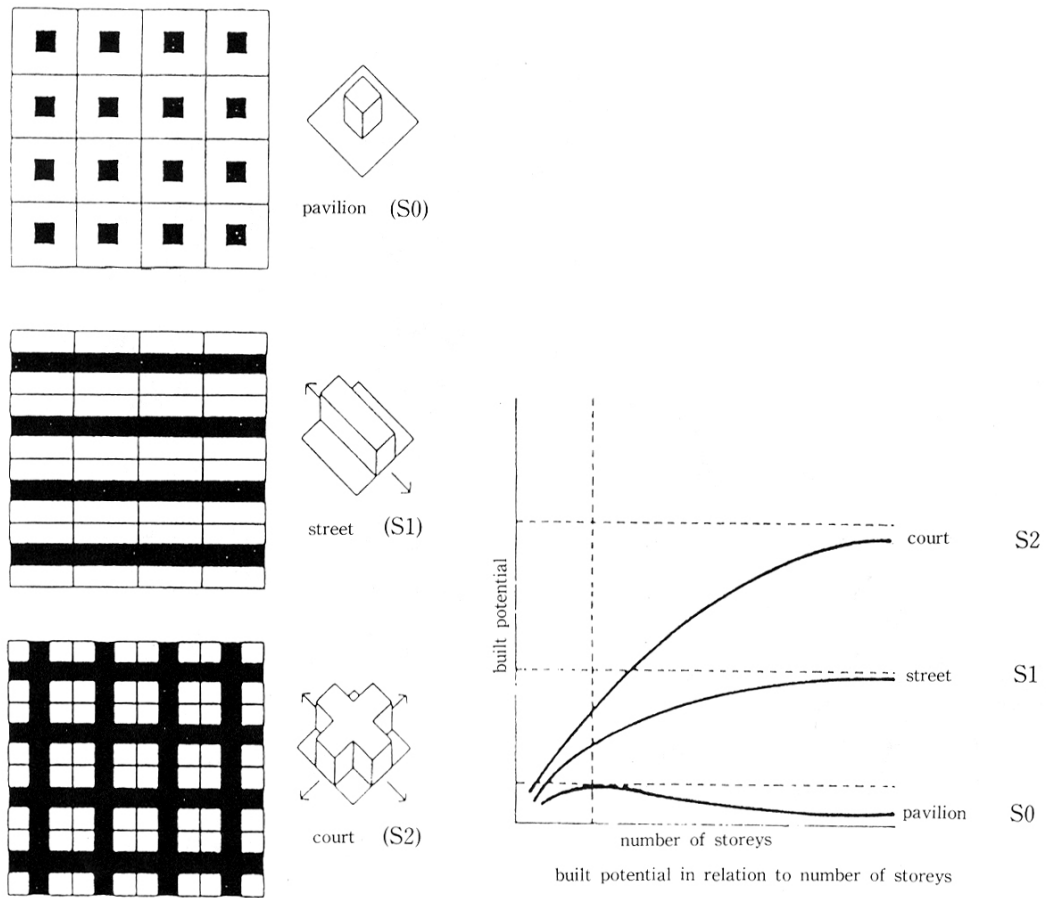 pavilion (S0)
street (S1)
court (S2)
built potential
court S2
street S1
pavilion S0
number of storeys
built potential in relation to number of storeys